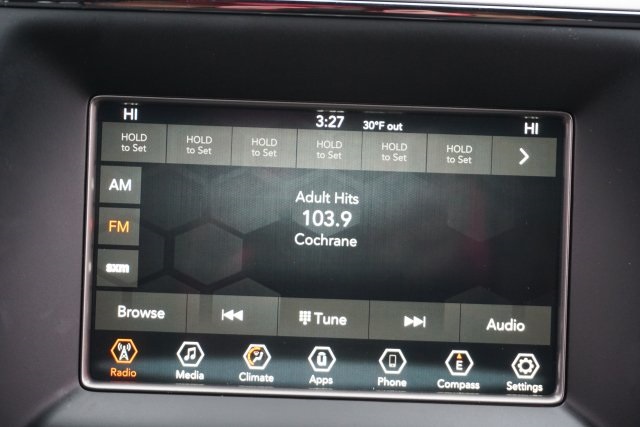 HI 3:27 30°F out HI
HOLD to Set HOLD to Set HOLD to Set HOLD to Set HOLD to Set HOLD to Set
AM
FM
sxm
Adult Hits
103.9
Cochrane
Browse Tune Audio
Radio Media Climate Apps Phone E Compass Settings